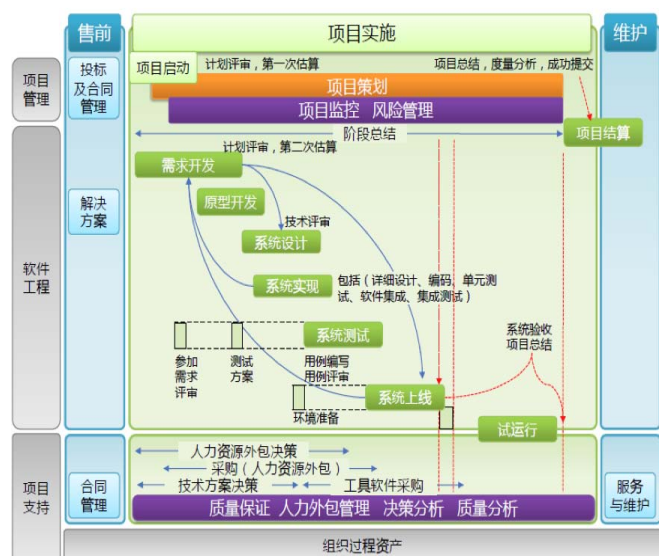 售前
项目实施
维护
项目
管理
投标
及合同
管理
项目启动
计划评审，第一次估算
项目总结，度量分析，成功提交
项目策划
项目监控 风险管理
阶段总结
项目结算
计划评审，第二次估算
软件
工程
解决
方案
需求开发
原型开发
技术评审
系统设计
系统实现
包括（详细设计、编码、单元测
试、软件集成、集成测试）
系统测试
系统验收
项目总结
参加
需求
评审
测试
方案
用例编写
用例评审
系统上线
环境准备
试运行
项目
支持
合同
管理
人力资源外包决策
采购（人力资源外包）
技术方案决策
工具软件采购
服务
与维护
质量保证 人力外包管理 决策分析 质量分析
组织过程资产